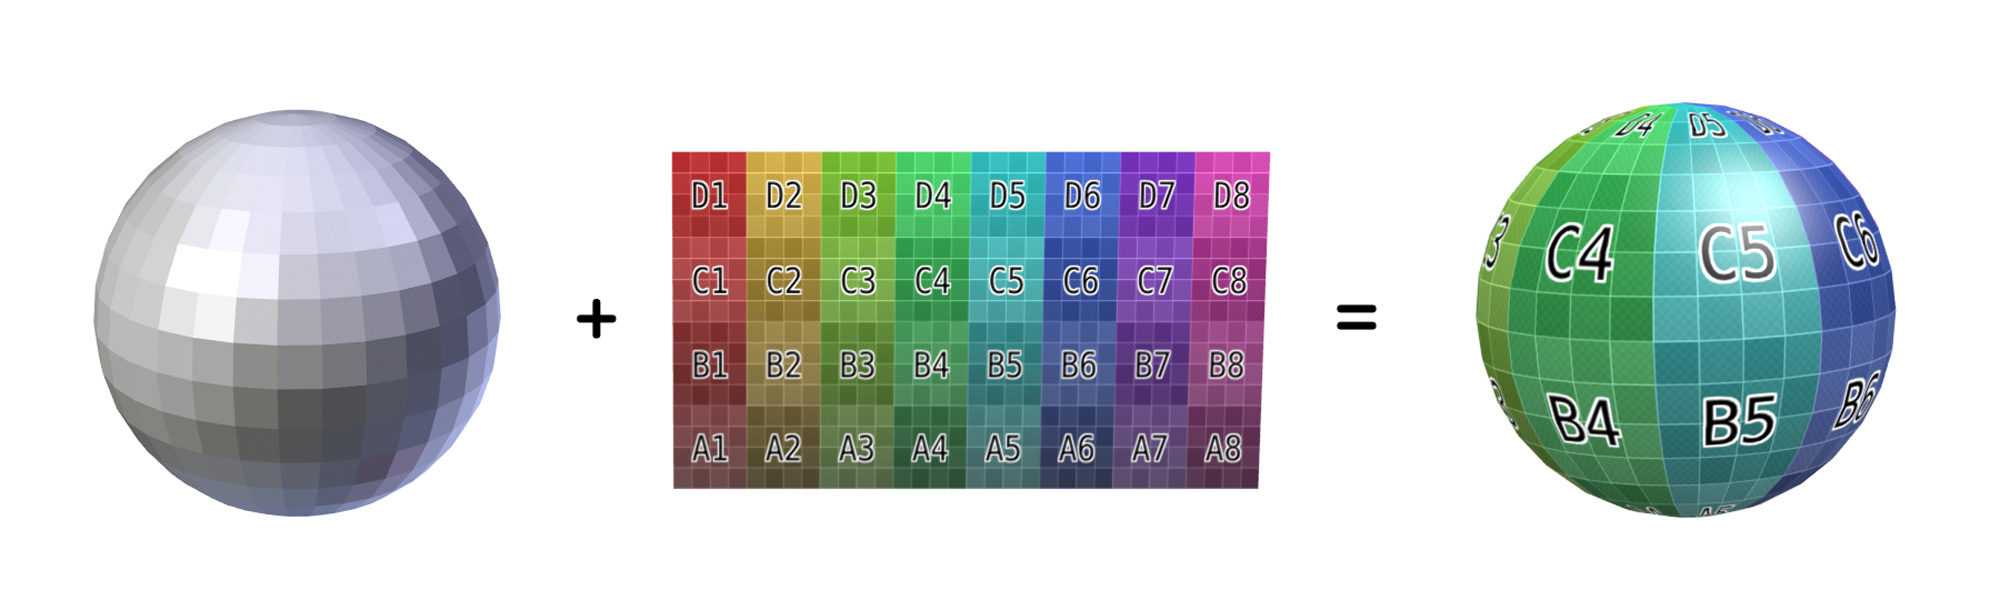 D1 D2 D3 D4 D5 D6 D7 D8
C1 C2 C3 C4 C5 C6 C7 C8
B1 B2 B3 B4 B5 B6 B7 B8
A1 A2 A3 A4 A5 A6 A7 A8
+
=
D4 D5
3 C4 C5 C6
B4 B5 B6
A5